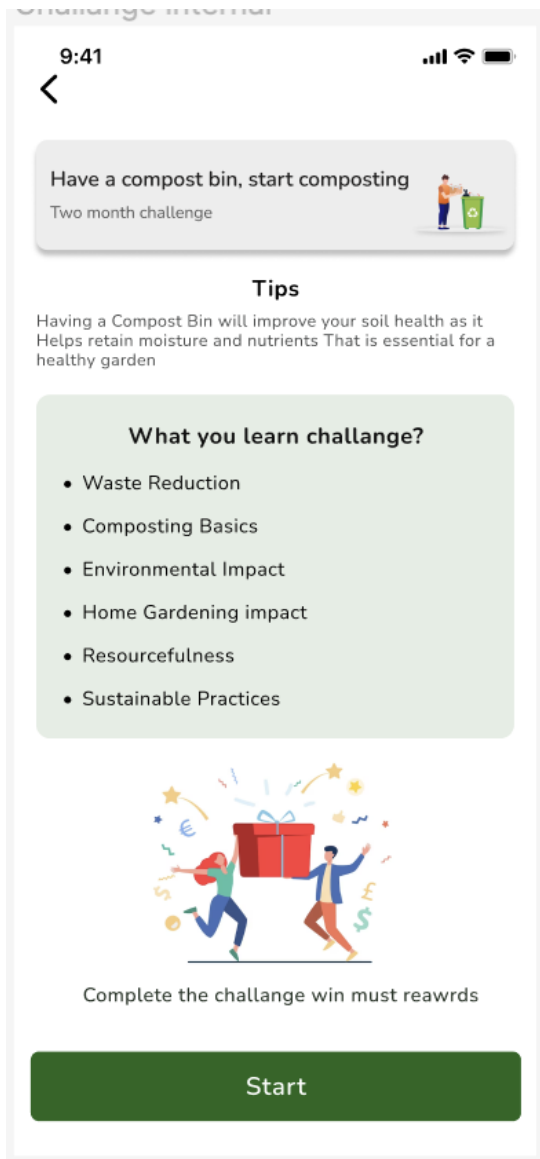 Challange internal
9:41
Have a compost bin, start composting
Two month challenge
Tips
Having a Compost Bin will improve your soil health as it
Helps retain moisture and nutrients That is essential for a
healthy garden
What you learn challange?
• Waste Reduction
• Composting Basics
• Environmental Impact
• Home Gardening impact
• Resourcefulness
• Sustainable Practices
Complete the challange win must reawrds
Start